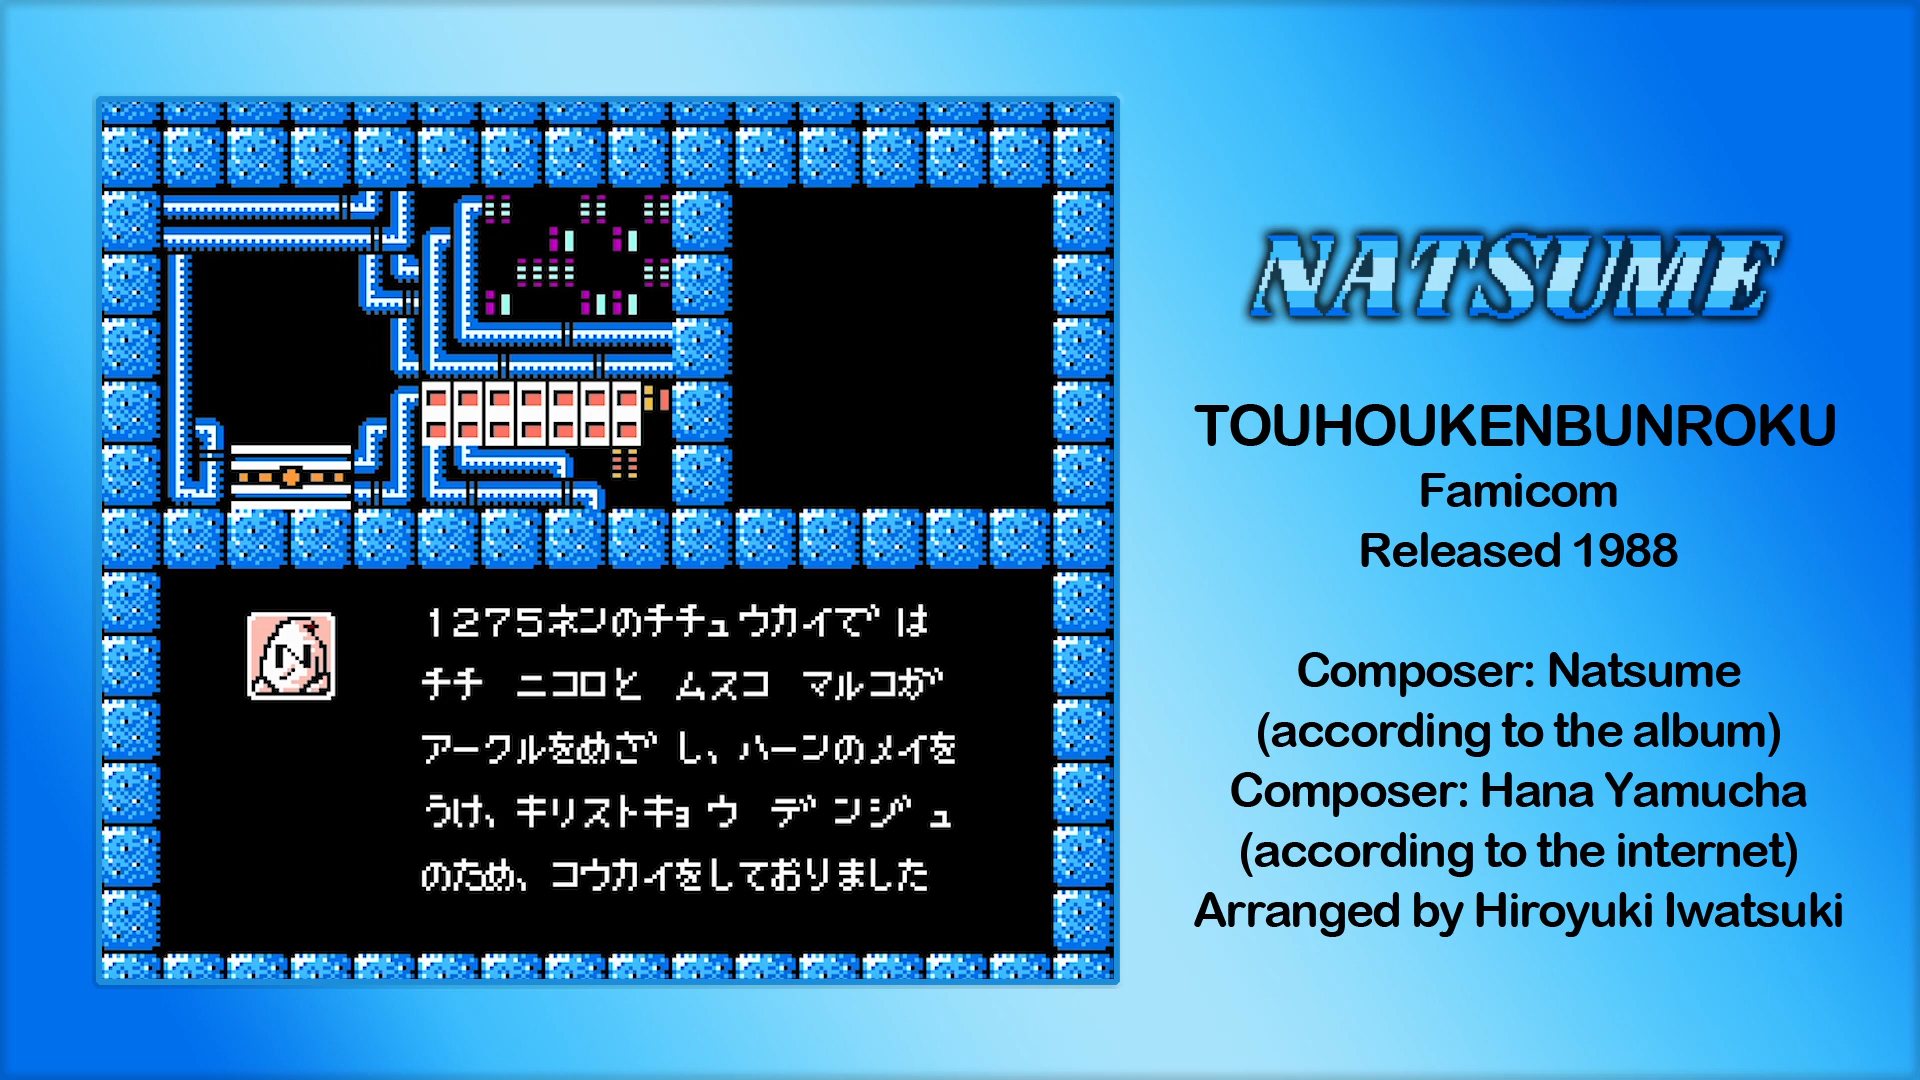 1275ネンのチチュウカイでは
チチ ニコロと ムスコ マルコが
アークルをめざし、ハーンのメイを
うけ、キリストキョウ デンジュ
のため、コウカイをしておりました
N
NATSUME
TOUHOUKENBUNROKU
Famicom
Released 1988
Composer: Natsume
(according to the album)
Composer: Hana Yamucha
(according to the internet)
Arranged by Hiroyuki Iwatsuki